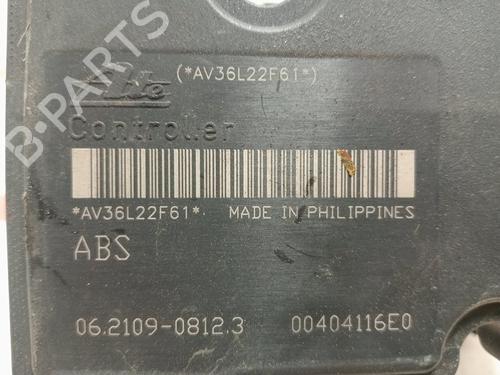 (*AV36L22F61*)
Ate
Controller
*AV36L22F61* MADE IN PHILIPPINES
ABS
06.2109-0812.3 00404116E0
B-PARTS